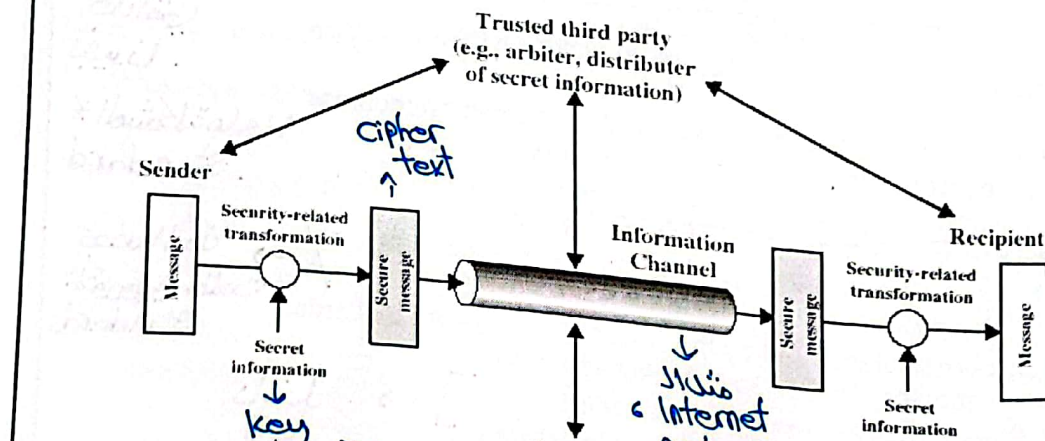 Trusted third party
(e.g., arbiter, distributer
of secret information)
cipher
text
Sender
Security-related
transformation
Message
Secure
message
Information
Channel
Recipient
Security-related
transformation
Secure
message
Message
Secret
information
Secret
information
key
Internet